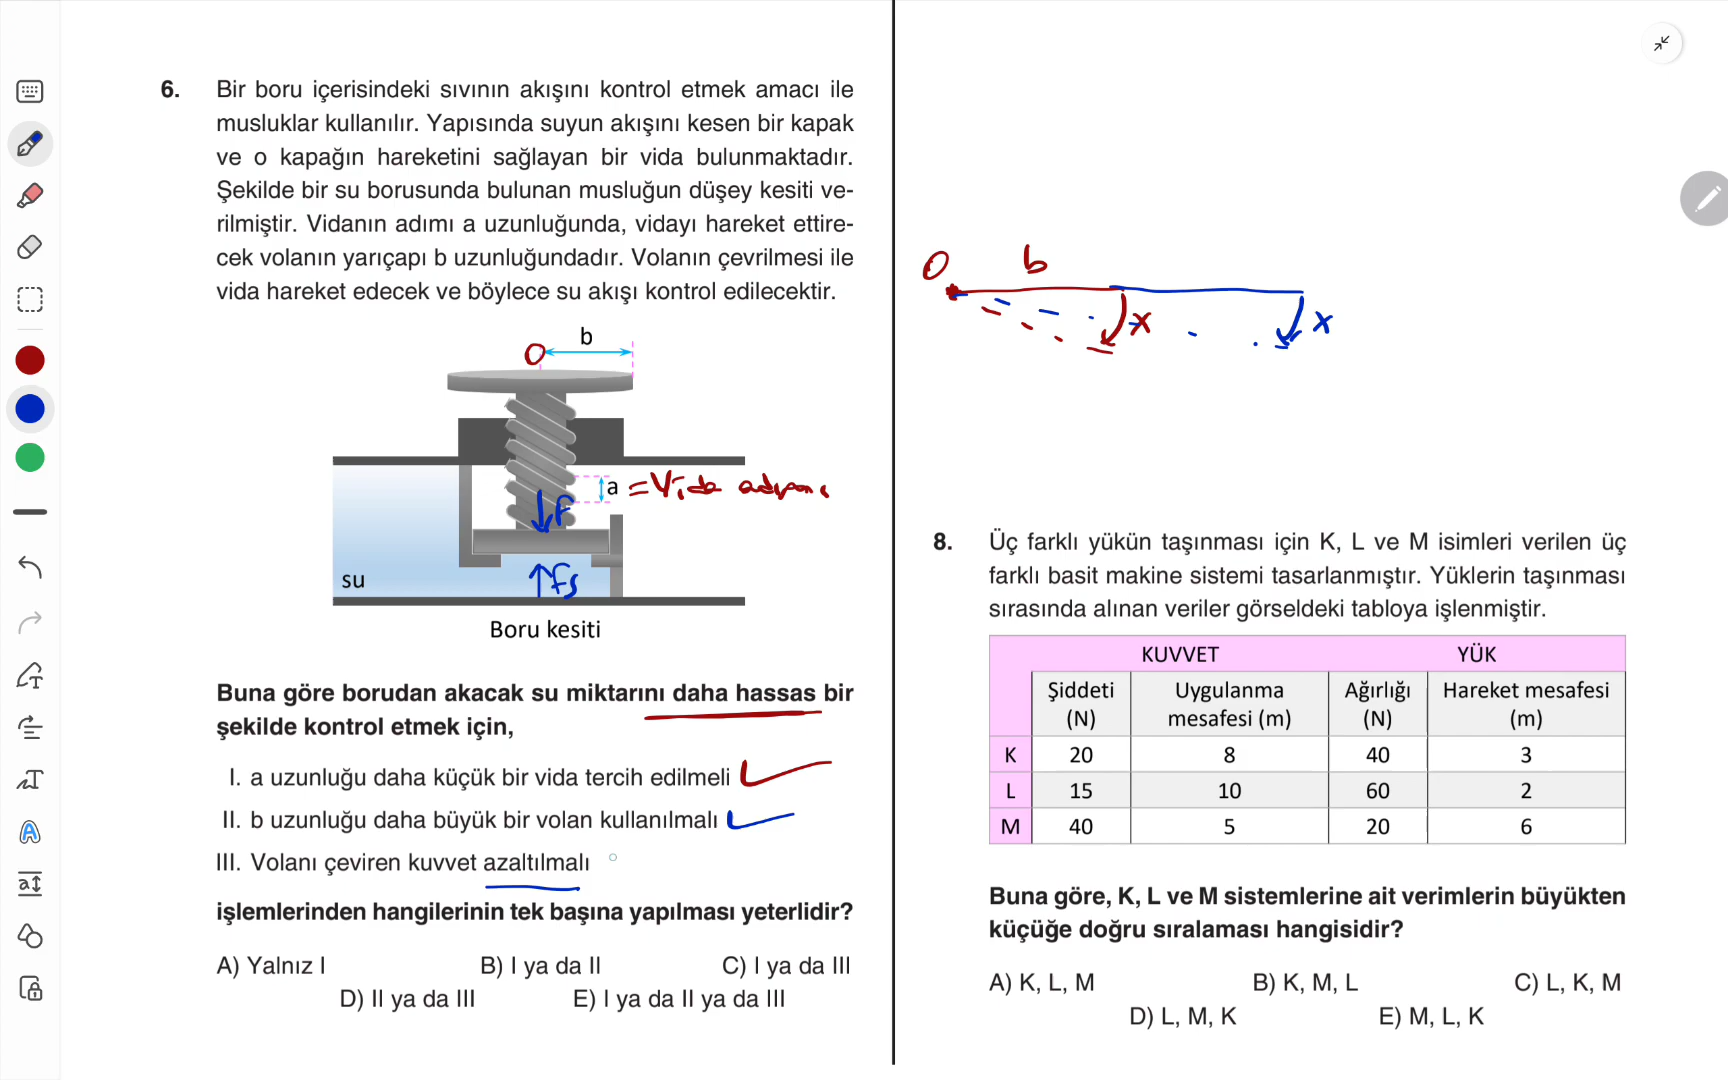 6. Bir boru içerisindeki sıvının akışını kontrol etmek amacı ile
musluklar kullanılır. Yapısında suyun akışını kesen bir kapak
ve o kapağın hareketini sağlayan bir vida bulunmaktadır.
Şekilde bir su borusunda bulunan musluğun düşey kesiti ve-
rilmiştir. Vidanın adımı a uzunluğunda, vidayı hareket ettire-
cek volanın yarıçapı b uzunluğundadır. Volanın çevrilmesi ile
vida hareket edecek ve böylece su akışı kontrol edilecektir.
O b
a = Vida adımı
F
su
Fs
Boru kesiti
Buna göre borudan akacak su miktarını daha hassas bir
şekilde kontrol etmek için,
I. a uzunluğu daha küçük bir vida tercih edilmeli
II. b uzunluğu daha büyük bir volan kullanılmalı
III. Volanı çeviren kuvvet azaltılmalı
işlemlerinden hangilerinin tek başına yapılması yeterlidir?
A) Yalnız I B) I ya da II C) I ya da III
D) II ya da III E) I ya da II ya da III
O b
x x
8. Üç farklı yükün taşınması için K, L ve M isimleri verilen üç
farklı basit makine sistemi tasarlanmıştır. Yüklerin taşınması
sırasında alınan veriler görseldeki tabloya işlenmiştir.
KUVVET YÜK
Şiddeti Uygulanma Ağırlığı Hareket mesafesi
(N) mesafesi (m) (N) (m)
K 20 8 40 3
L 15 10 60 2
M 40 5 20 6
Buna göre, K, L ve M sistemlerine ait verimlerin büyükten
küçüğe doğru sıralaması hangisidir?
A) K, L, M B) K, M, L C) L, K, M
D) L, M, K E) M, L, K